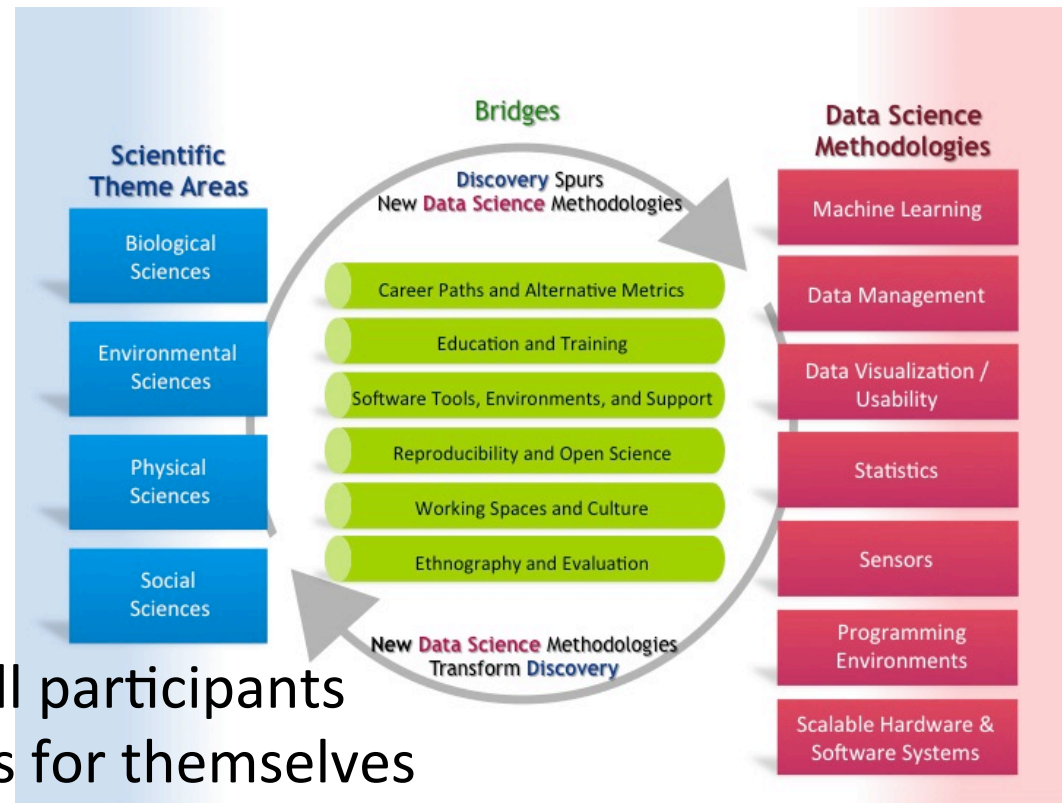 Bridges
Scientific
Theme Areas
Biological
Sciences
Environmental
Sciences
Physical
Sciences
Social
Sciences
Discovery Spurs
New Data Science Methodologies
Career Paths and Alternative Metrics
Education and Training
Software Tools, Environments, and Support
Reproducibility and Open Science
Working Spaces and Culture
Ethnography and Evaluation
New Data Science Methodologies
Transform Discovery
Data Science
Methodologies
Machine Learning
Data Management
Data Visualization /
Usability
Statistics
Sensors
Programming
Environments
Scalable Hardware &
Software Systems
participants
for themselves